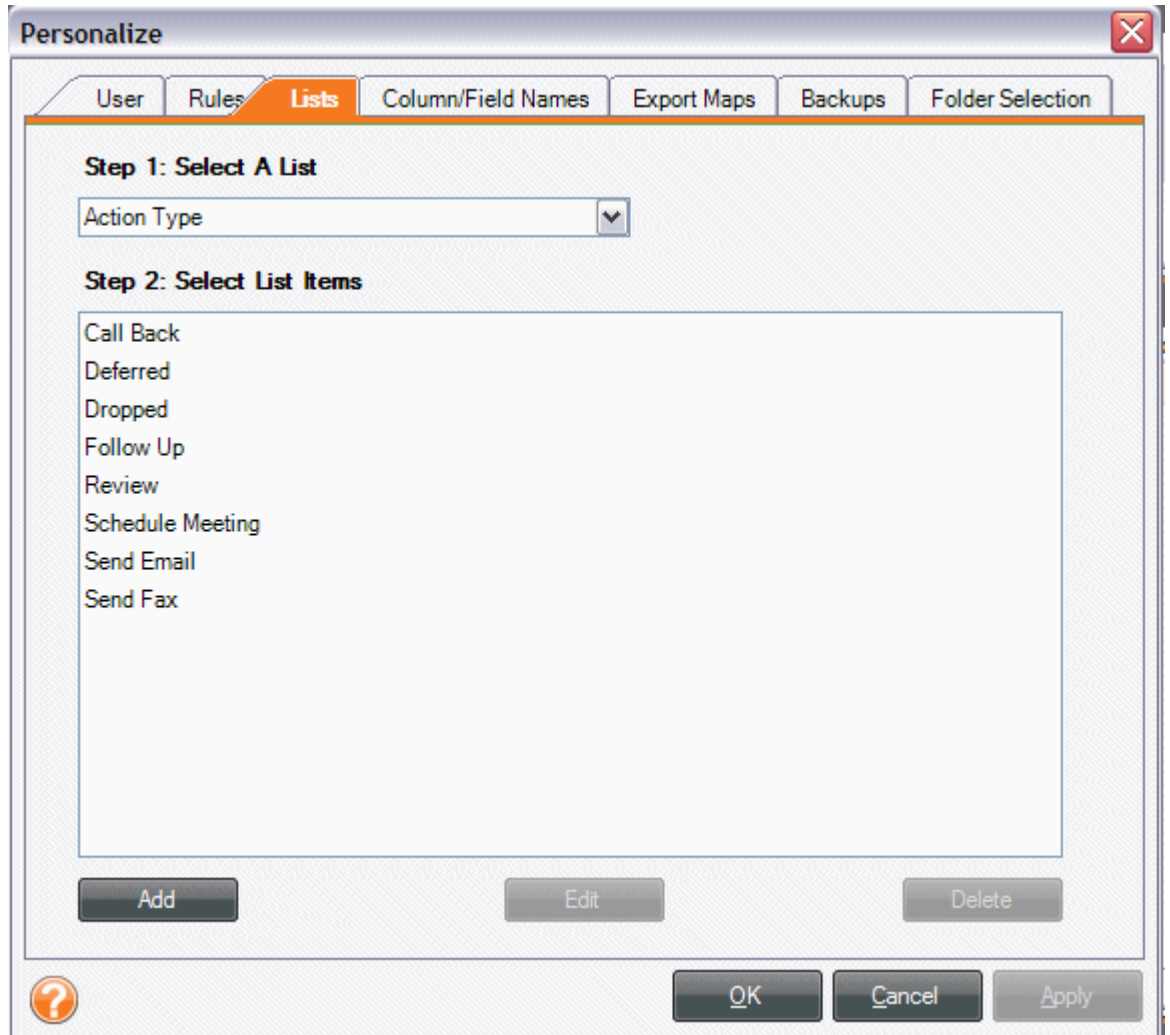 Personalize
User Rules Lists Column/Field Names Export Maps Backups Folder Selection
Step 1: Select A List
Action Type
Step 2: Select List Items
Call Back
Deferred
Dropped
Follow Up
Review
Schedule Meeting
Send Email
Send Fax
Add Edit Delete
? OK Cancel Apply